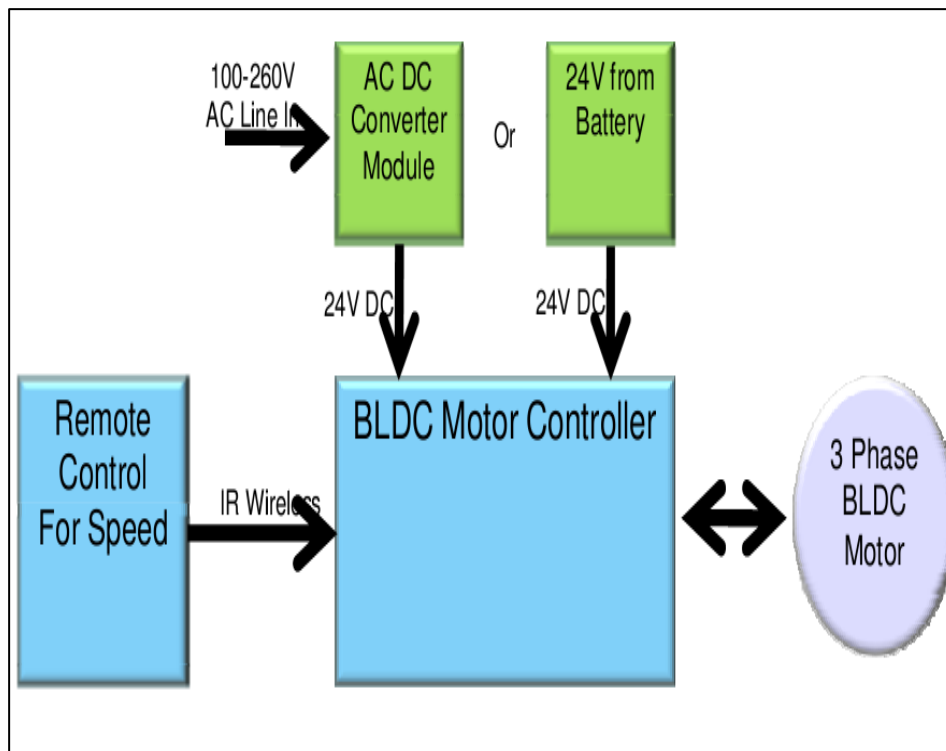 100-260V
AC Line In
AC DC
Converter
Module
Or
24V from
Battery
24V DC
24V DC
Remote
Control
For Speed
IR Wireless
BLDC Motor Controller
3 Phase
BLDC
Motor